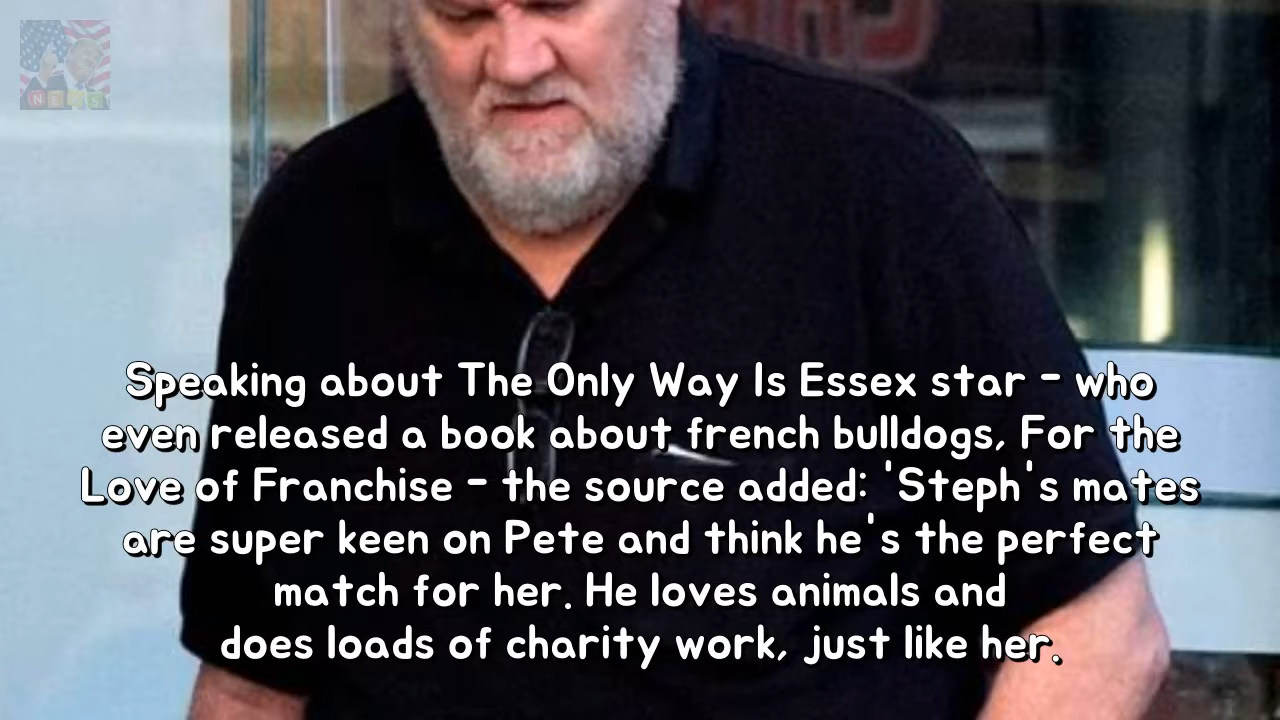 NEWS
Speaking about The Only Way Is Essex star - who
even released a book about french bulldogs, For the
Love of Franchise - the source added: 'Steph's mates
are super keen on Pete and think he's the perfect
match for her. He loves animals and
does loads of charity work, just like her.